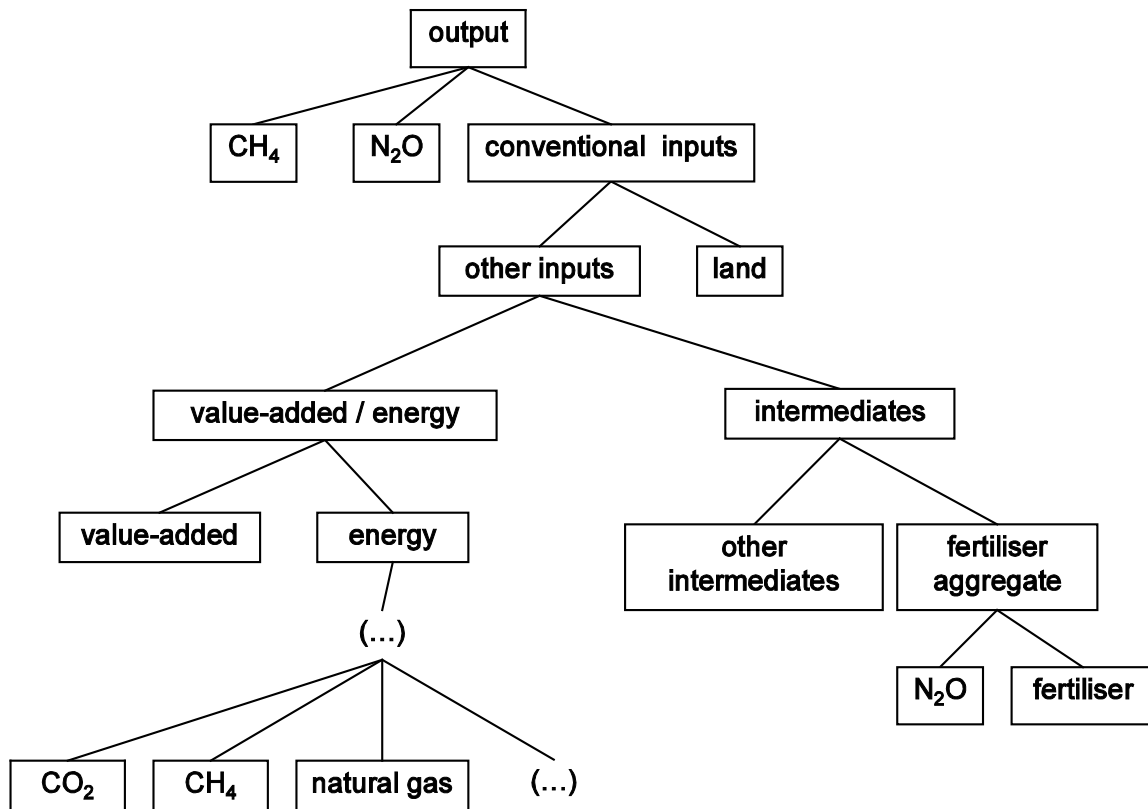 output
CH₄
N₂O
conventional inputs
other inputs
land
value-added / energy
intermediates
value-added
energy
other
intermediates
fertiliser
aggregate
(...)
N₂O
fertiliser
CO₂
CH₄
natural gas
(...)